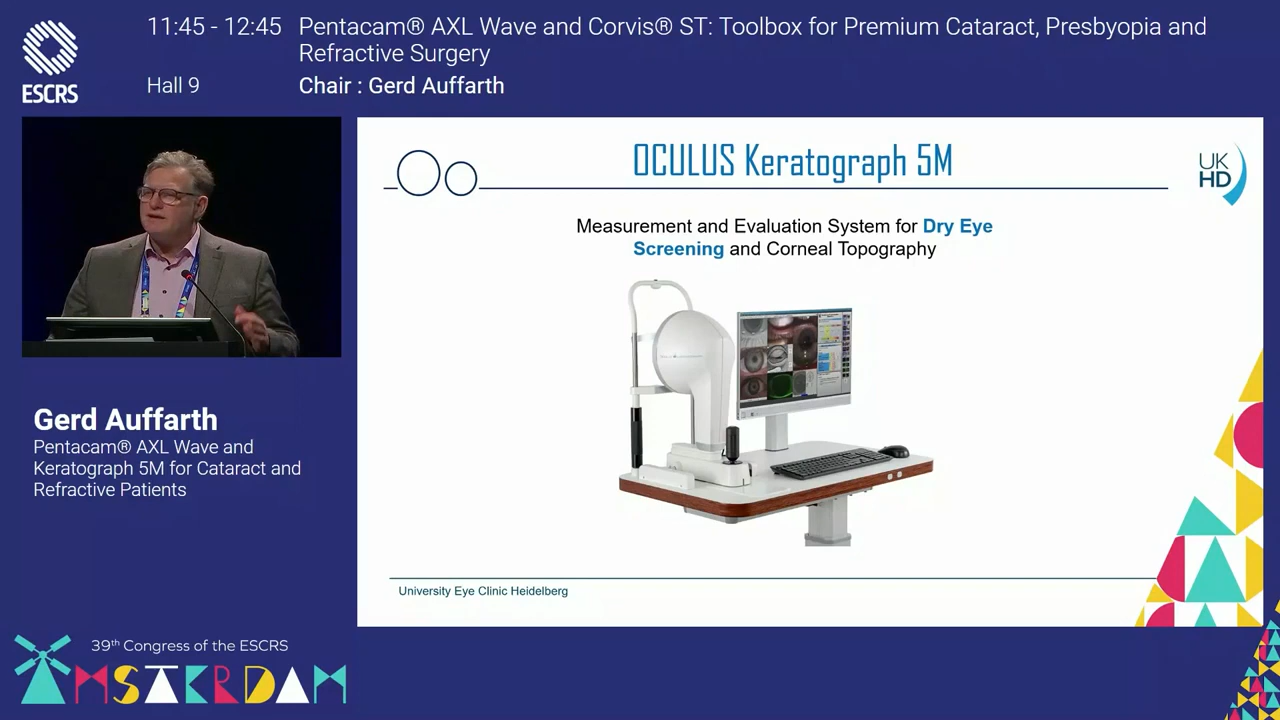 ESCRS
11:45 - 12:45
Pentacam® AXL Wave and Corvis® ST: Toolbox for Premium Cataract, Presbyopia and
Refractive Surgery
Hall 9
Chair : Gerd Auffarth
OCULUS Keratograph 5M
UK
HD
Measurement and Evaluation System for Dry Eye
Screening and Corneal Topography
University Eye Clinic Heidelberg
Gerd Auffarth
Pentacam® AXL Wave and
Keratograph 5M for Cataract and
Refractive Patients
39th Congress of the ESCRS
AMSTERDAM